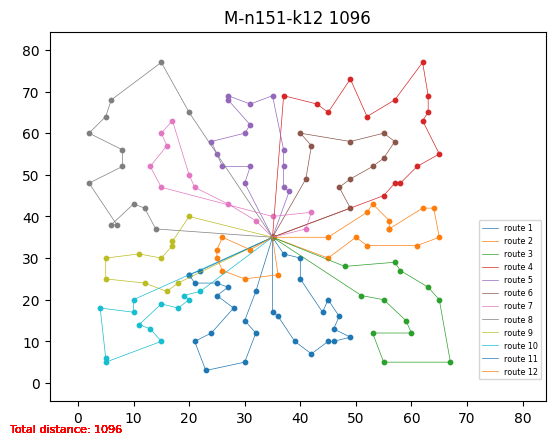 M-n151-k12 1096
80
70
60
50
40
30
20
10
0
0 10 20 30 40 50 60 70 80
route 1
route 2
route 3
route 4
route 5
route 6
route 7
route 8
route 9
route 10
route 11
route 12
Total distance: 1096